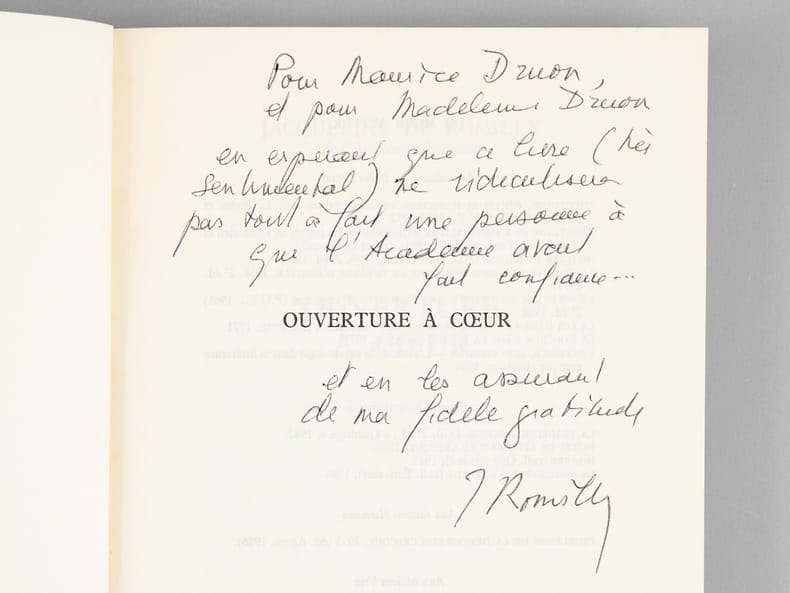 Pour Maurice Druon,
et pour Madeleine Druon
en espérant que ce livre (très
sentimental) ne ridiculisera
pas tout à fait une personne à
que l'Académie avait
fait confiance...
OUVERTURE À CŒUR
et en les assurant
de ma fidèle gratitude
J Romilly